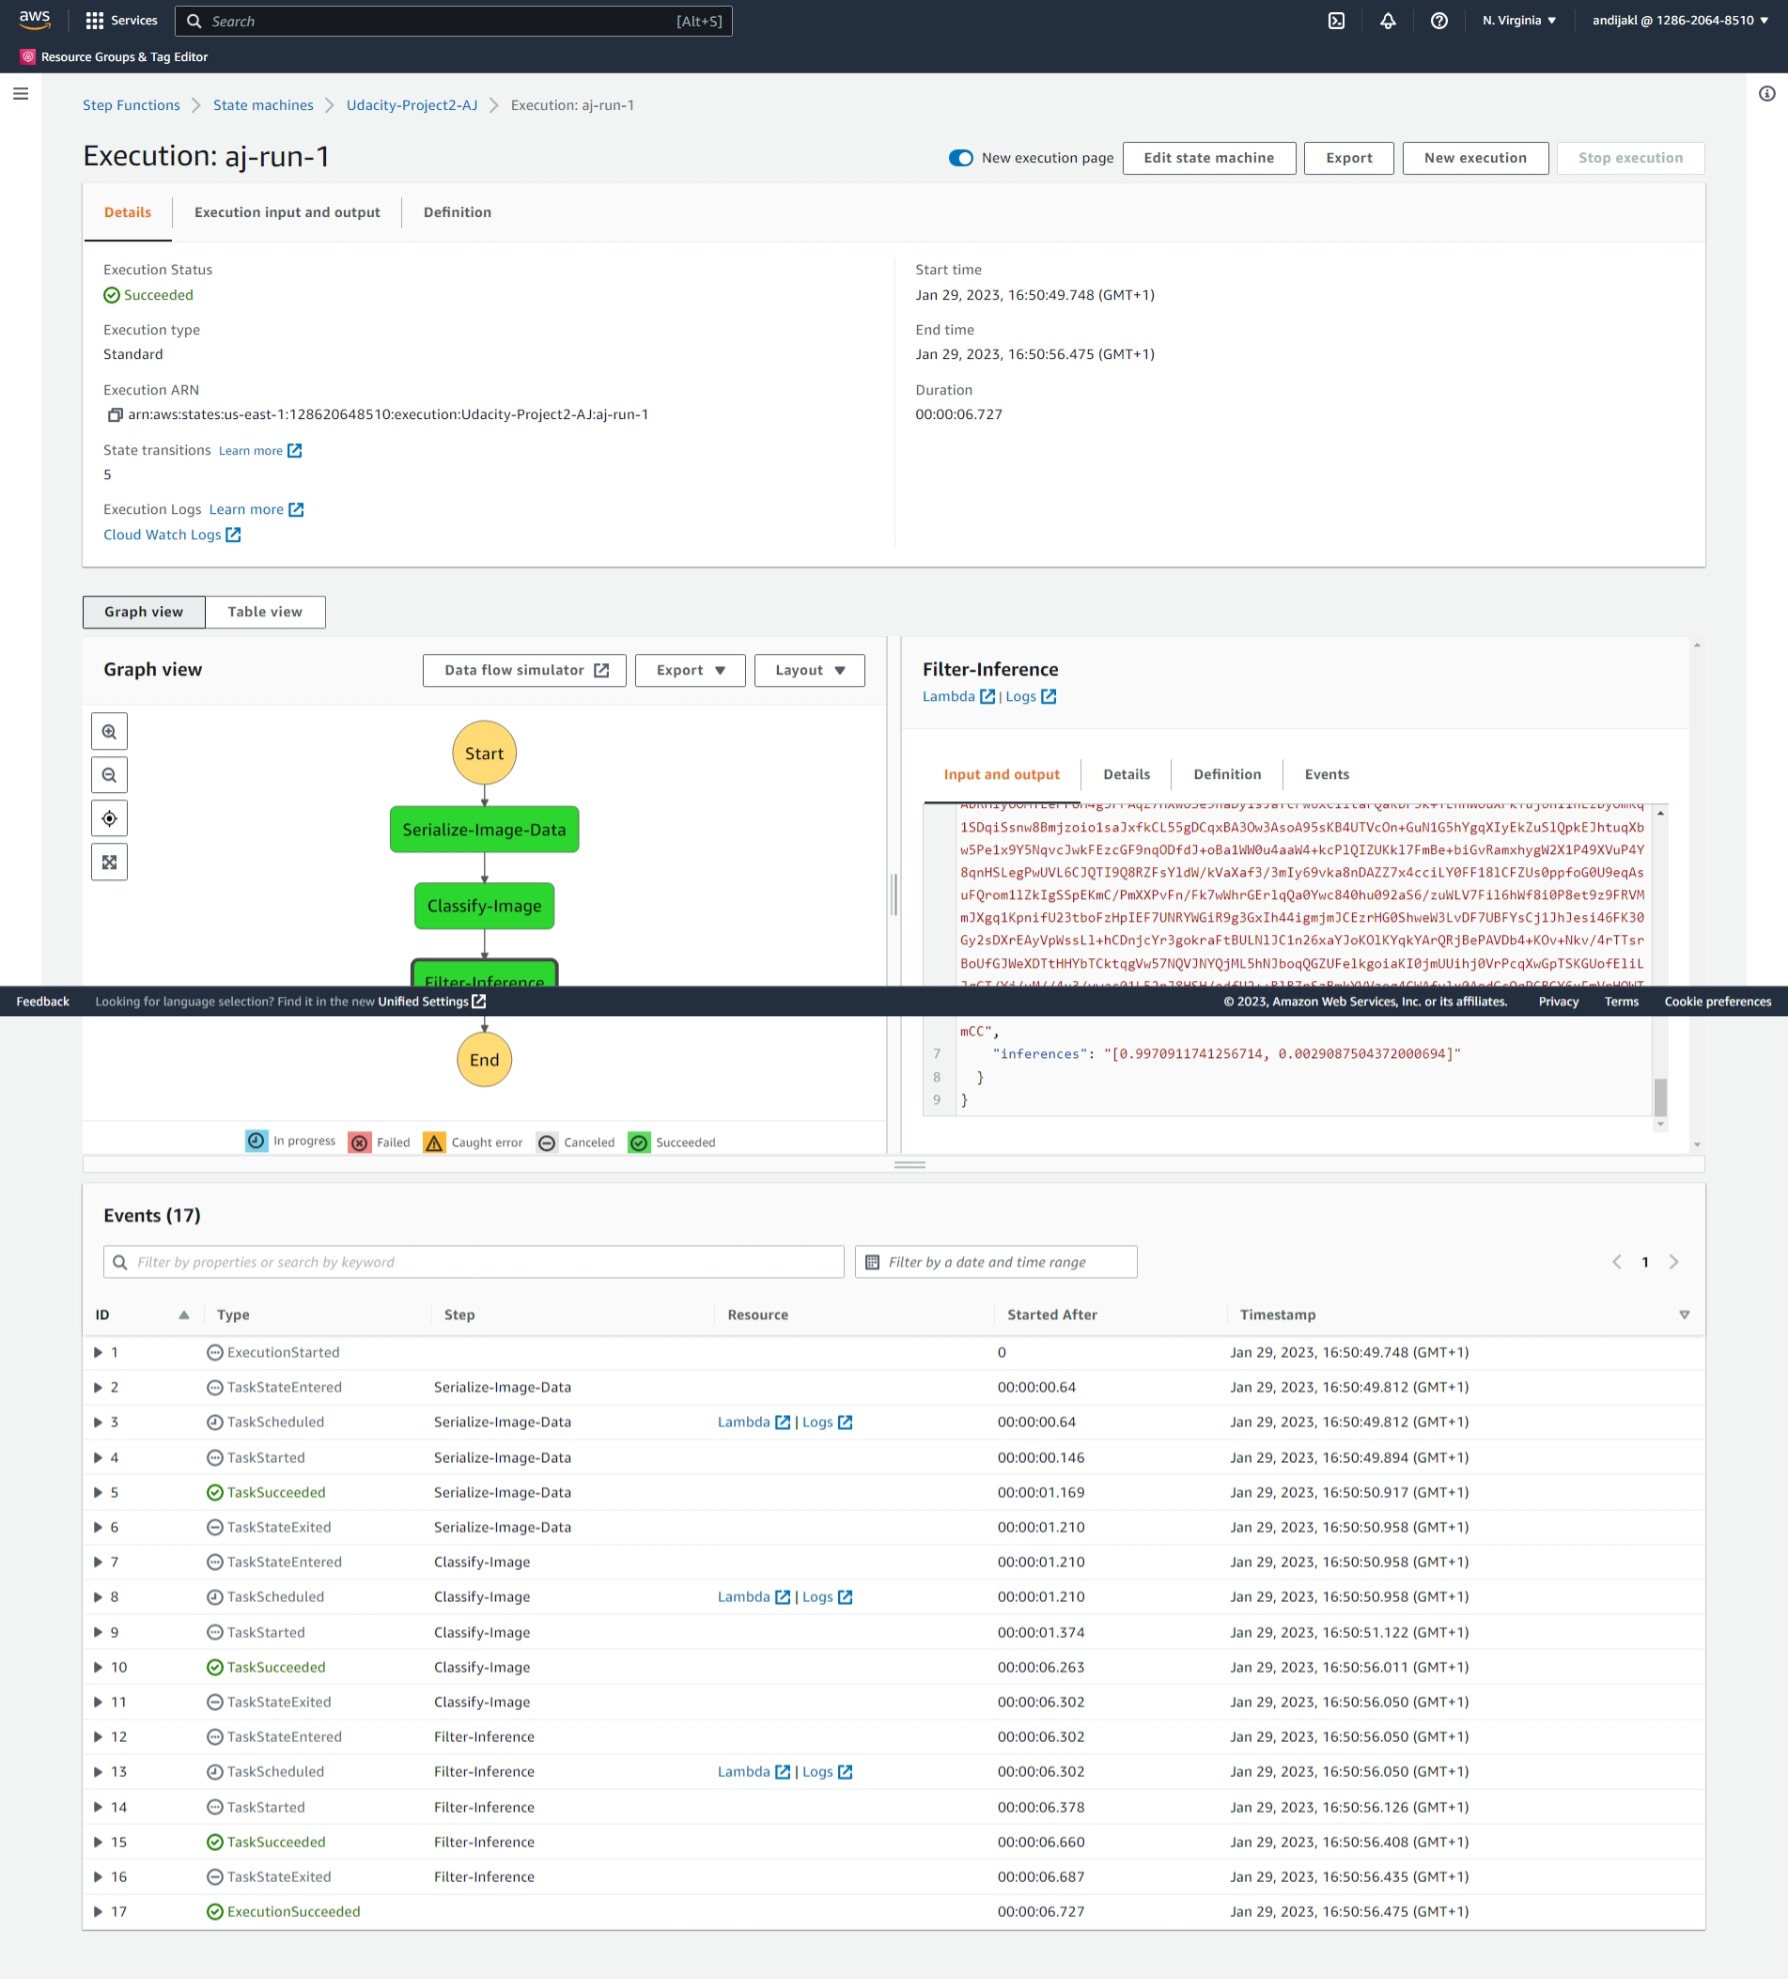 aws
Services
Search [Alt+S]
N. Virginia ▼
andijakl @ 1286-2064-8510 ▼
Resource Groups & Tag Editor
Step Functions > State machines > Udacity-Project2-AJ > Execution: aj-run-1
Execution: aj-run-1
New execution page
Edit state machine
Export
New execution
Stop execution
Details
Execution input and output
Definition
Execution Status
Succeeded
Execution type
Standard
Execution ARN
arn:aws:states:us-east-1:128620648510:execution:Udacity-Project2-AJ:aj-run-1
State transitions Learn more
5
Execution Logs Learn more
Cloud Watch Logs
Start time
Jan 29, 2023, 16:50:49.748 (GMT+1)
End time
Jan 29, 2023, 16:50:56.475 (GMT+1)
Duration
00:00:06.727
Graph view
Table view
Graph view
Data flow simulator
Export ▼
Layout ▼
Start
Serialize-Image-Data
Classify-Image
Filter-Inference
Filter-Inference
Lambda | Logs
Input and output
Details
Definition
Events
Feedback
Looking for language selection? Find it in the new Unified Settings
© 2023, Amazon Web Services, Inc. or its affiliates.
Privacy
Terms
Cookie preferences
End
mCC",
7 "inferences": "[0.9970911741256714, 0.0029087504372000694]"
8 }
9 }
In progress
Failed
Caught error
Canceled
Succeeded
Events (17)
Filter by properties or search by keyword
Filter by a date and time range
< 1 >
ID Type Step Resource Started After Timestamp
1 ExecutionStarted 0 Jan 29, 2023, 16:50:49.748 (GMT+1)
2 TaskStateEntered Serialize-Image-Data 00:00:00.64 Jan 29, 2023, 16:50:49.812 (GMT+1)
3 TaskScheduled Serialize-Image-Data Lambda | Logs 00:00:00.64 Jan 29, 2023, 16:50:49.812 (GMT+1)
4 TaskStarted Serialize-Image-Data 00:00:00.146 Jan 29, 2023, 16:50:49.894 (GMT+1)
5 TaskSucceeded Serialize-Image-Data 00:00:01.169 Jan 29, 2023, 16:50:50.917 (GMT+1)
6 TaskStateExited Serialize-Image-Data 00:00:01.210 Jan 29, 2023, 16:50:50.958 (GMT+1)
7 TaskStateEntered Classify-Image 00:00:01.210 Jan 29, 2023, 16:50:50.958 (GMT+1)
8 TaskScheduled Classify-Image Lambda | Logs 00:00:01.210 Jan 29, 2023, 16:50:50.958 (GMT+1)
9 TaskStarted Classify-Image 00:00:01.374 Jan 29, 2023, 16:50:51.122 (GMT+1)
10 TaskSucceeded Classify-Image 00:00:06.263 Jan 29, 2023, 16:50:56.011 (GMT+1)
11 TaskStateExited Classify-Image 00:00:06.302 Jan 29, 2023, 16:50:56.050 (GMT+1)
12 TaskStateEntered Filter-Inference 00:00:06.302 Jan 29, 2023, 16:50:56.050 (GMT+1)
13 TaskScheduled Filter-Inference Lambda | Logs 00:00:06.302 Jan 29, 2023, 16:50:56.050 (GMT+1)
14 TaskStarted Filter-Inference 00:00:06.378 Jan 29, 2023, 16:50:56.126 (GMT+1)
15 TaskSucceeded Filter-Inference 00:00:06.660 Jan 29, 2023, 16:50:56.408 (GMT+1)
16 TaskStateExited Filter-Inference 00:00:06.687 Jan 29, 2023, 16:50:56.435 (GMT+1)
17 ExecutionSucceeded 00:00:06.727 Jan 29, 2023, 16:50:56.475 (GMT+1)